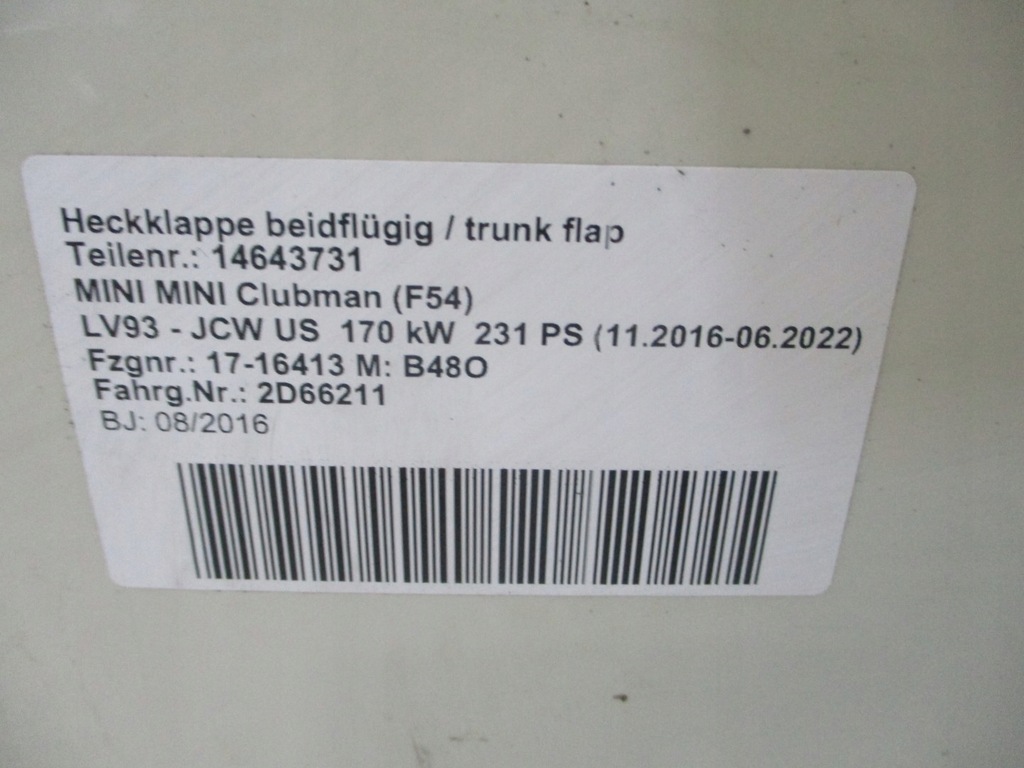 Heckklappe beidflügig / trunk flap
Teilenr.: 14643731
MINI MINI Clubman (F54)
LV93 - JCW US 170 kW 231 PS (11.2016-06.2022)
Fzgnr.: 17-16413 M: B48O
Fahrg.Nr.: 2D66211
BJ: 08/2016